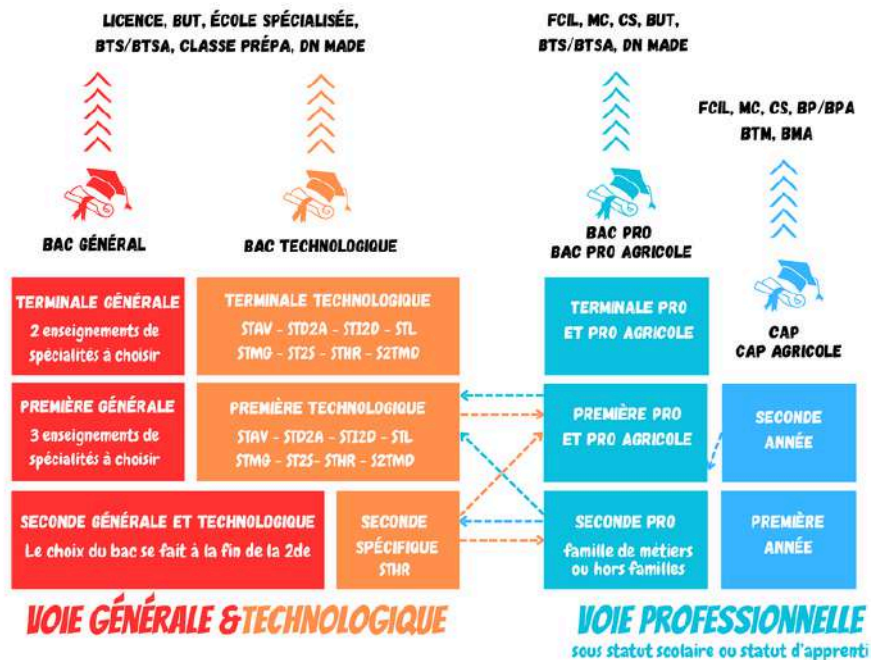 LICENCE, BUT, ÉCOLE SPÉCIALISÉE,
BTS/BTSA, CLASSE PRÉPA, DN MADE
FCIL, MC, CS, BUT,
BTS/BTSA, DN MADE
FCIL, MC, CS, BP/BPA
BTM, BMA
BAC GÉNÉRAL
BAC TECHNOLOGIQUE
BAC PRO
BAC PRO AGRICOLE
CAP
CAP AGRICOLE
TERMINALE GÉNÉRALE
2 enseignements de
spécialités à choisir
TERMINALE TECHNOLOGIQUE
STAV - STD2A - STI2D - STL
STMG - ST2S - STHR - S2TMD
TERMINALE PRO
ET PRO AGRICOLE
PREMIÈRE GÉNÉRALE
3 enseignements de
spécialités à choisir
PREMIÈRE TECHNOLOGIQUE
STAV - STD2A - STI2D - STL
STMG - ST2S- STHR - S2TMD
PREMIÈRE PRO
ET PRO AGRICOLE
SECONDE
ANNÉE
SECONDE GÉNÉRALE ET TECHNOLOGIQUE
Le choix du bac se fait à la fin de la 2de
SECONDE
SPÉCIFIQUE
STHR
SECONDE PRO
famille de métiers
ou hors familles
PREMIÈRE
ANNÉE
VOIE GÉNÉRALE &TECHNOLOGIQUE
VOIE PROFESSIONNELLE
sous statut scolaire ou statut d'apprenti